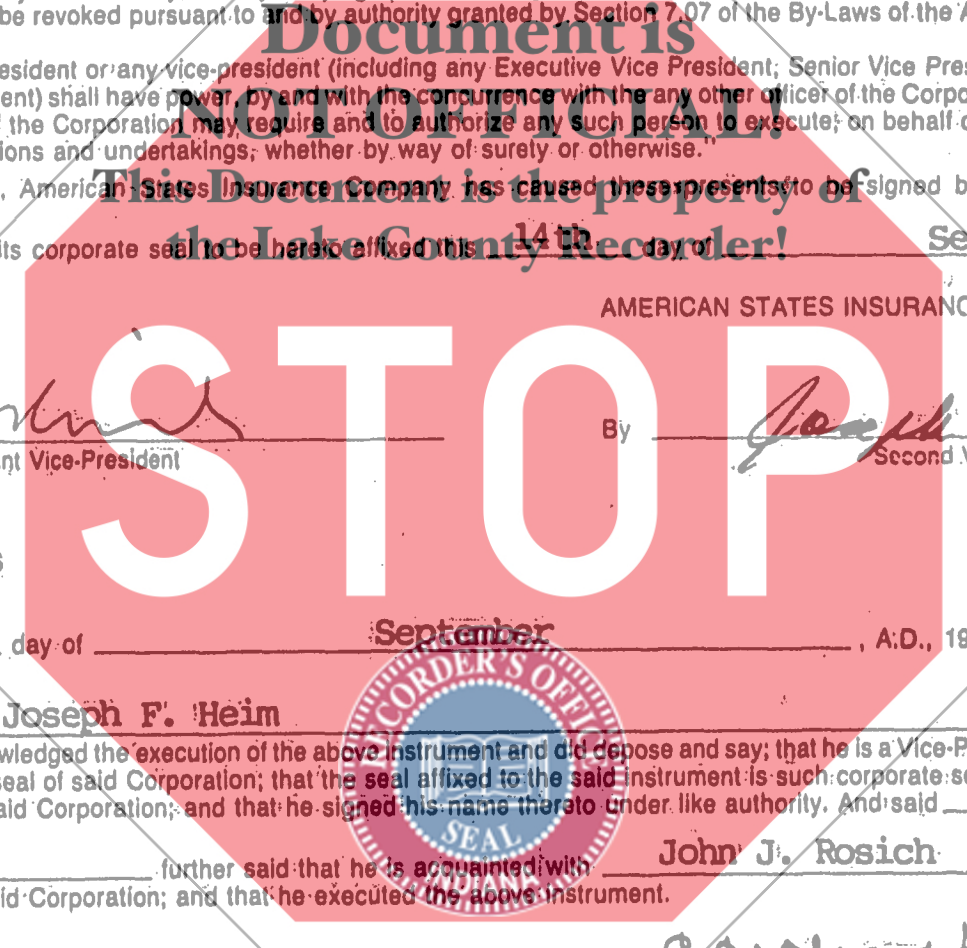 be revoked pursuant to and by authority granted by Section 7.07 of the By-Laws of the A
Document is
esident or any vice-president (including any Executive Vice President, Senior Vice Pres
ent) shall have power, by and with the concurrence with the any other officer of the Corpo
NOT OFFICIAL!
the Corporation may require and to authorize any such person to execute, on behalf o
ions and undertakings, whether by way of surety or otherwise."
, American States Insurance Company has caused these presents to be signed b
This Document is the property of
its corporate seal to be hereto affixed this 14th day of Se
the Lake County Recorder!
AMERICAN STATES INSURANC
STOP
By Joseph
nt Vice-President
Second V
day of September , A.D., 19
RECORDER'S OFFICE
Joseph F. Heim
wledged the execution of the above instrument and did depose and say; that he is a Vice-P
seal of said Corporation; that the seal affixed to the said instrument is such corporate se
aid Corporation; and that he signed his name thereto under like authority. And said
SEAL
further said that he is acquainted with John J. Rosich
INDIANA
id Corporation; and that he executed the above instrument.